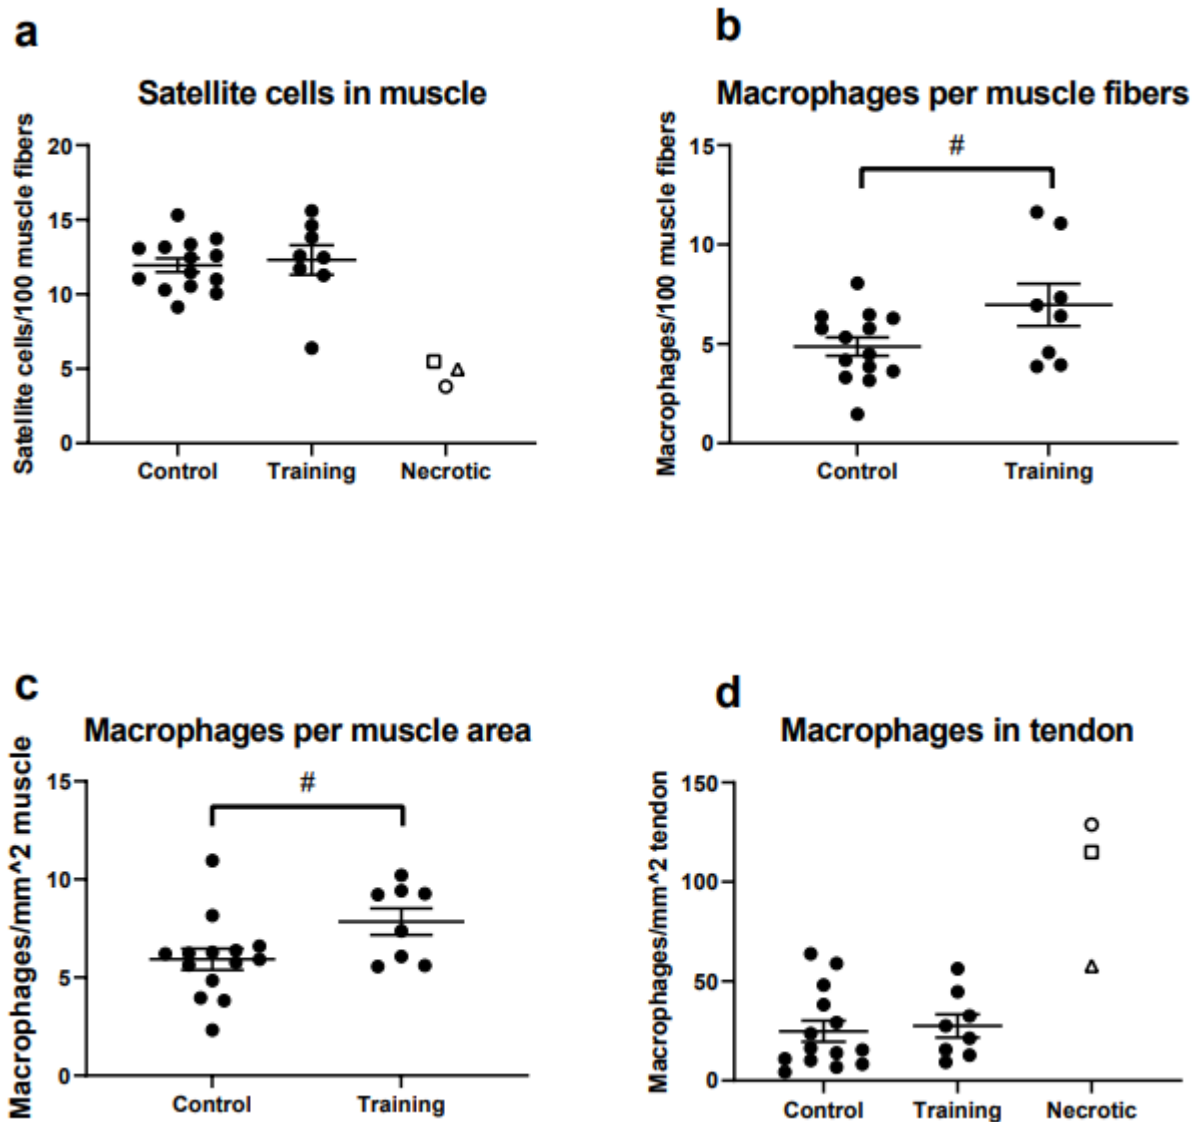 a
Satellite cells in muscle
Satellite cells/100 muscle fibers
20
15
10
5
0
Control Training Necrotic
b
Macrophages per muscle fibers
Macrophages/100 muscle fibers
15
10
5
0
#
Control Training
c
Macrophages per muscle area
Macrophages/mm^2 muscle
15
10
5
0
#
Control Training
d
Macrophages in tendon
Macrophages/mm^2 tendon
150
100
50
0
Control Training Necrotic